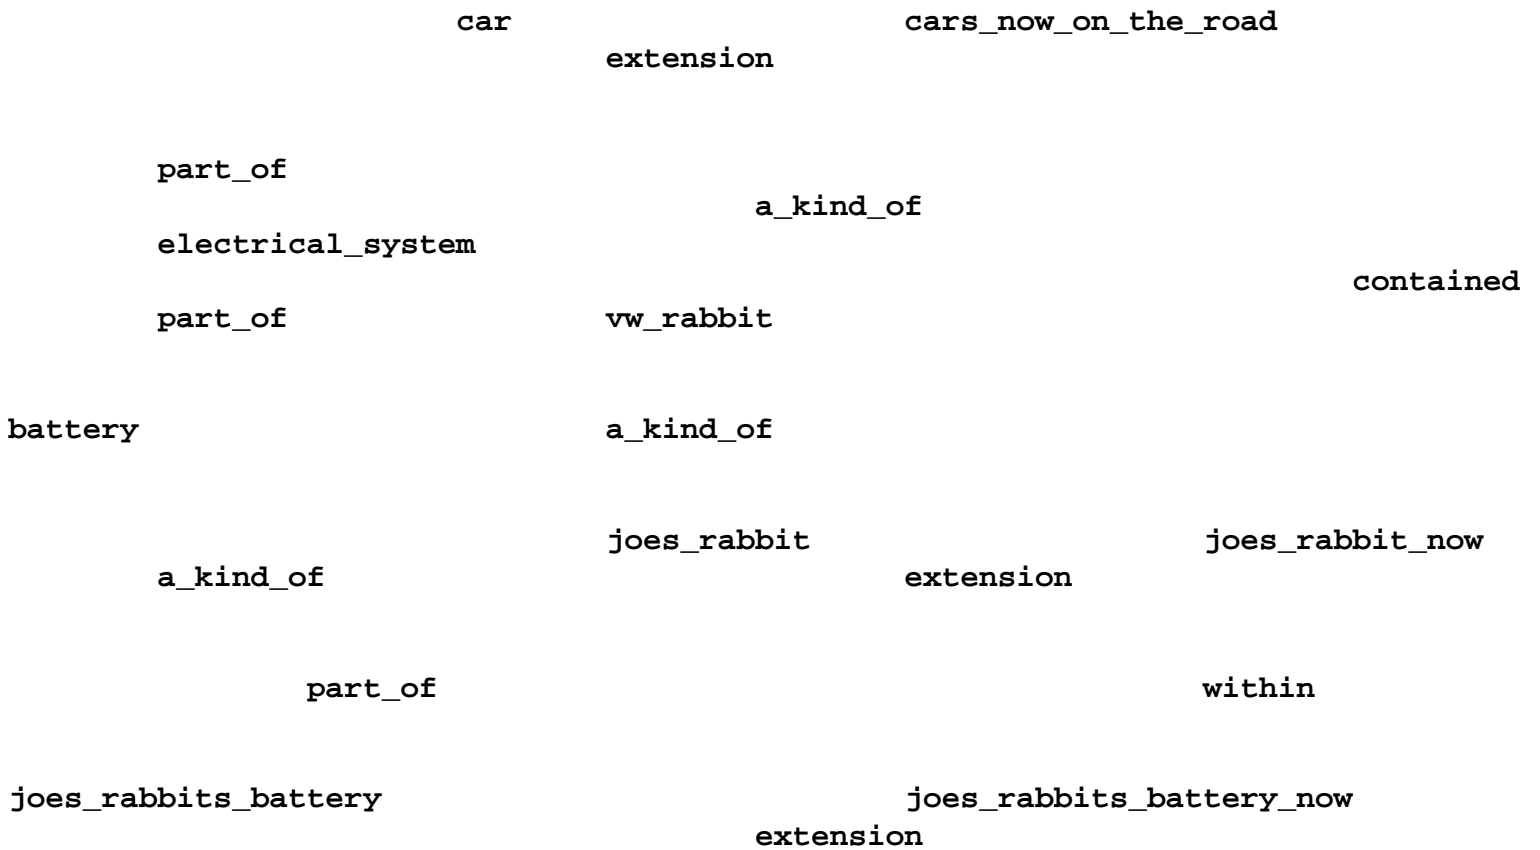 car cars_now_on_the_road
extension
part_of
a_kind_of
electrical_system
contained
part_of vw_rabbit
battery a_kind_of
joes_rabbit joes_rabbit_now
a_kind_of extension
part_of within
joes_rabbits_battery joes_rabbits_battery_now
extension